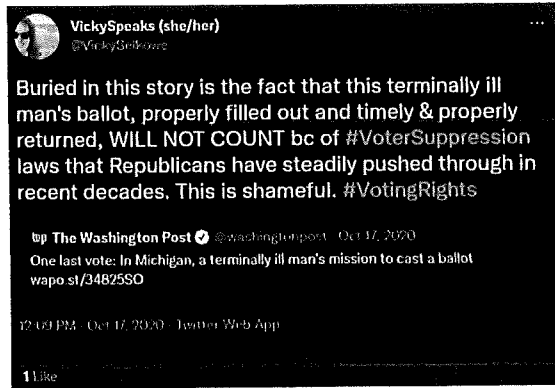 VickySpeaks (she/her)
@VickySelkowe
Buried in this story is the fact that this terminally ill
man's ballot, properly filled out and timely & properly
returned, WILL NOT COUNT bc of #VoterSuppression
laws that Republicans have steadily pushed through in
recent decades. This is shameful. #VotingRights
wp The Washington Post @washingtonpost · Oct 17, 2020
One last vote: In Michigan, a terminally ill man's mission to cast a ballot
wapo.st/34825SO
12:09 PM · Oct 17, 2020 · Twitter Web App
1 Like